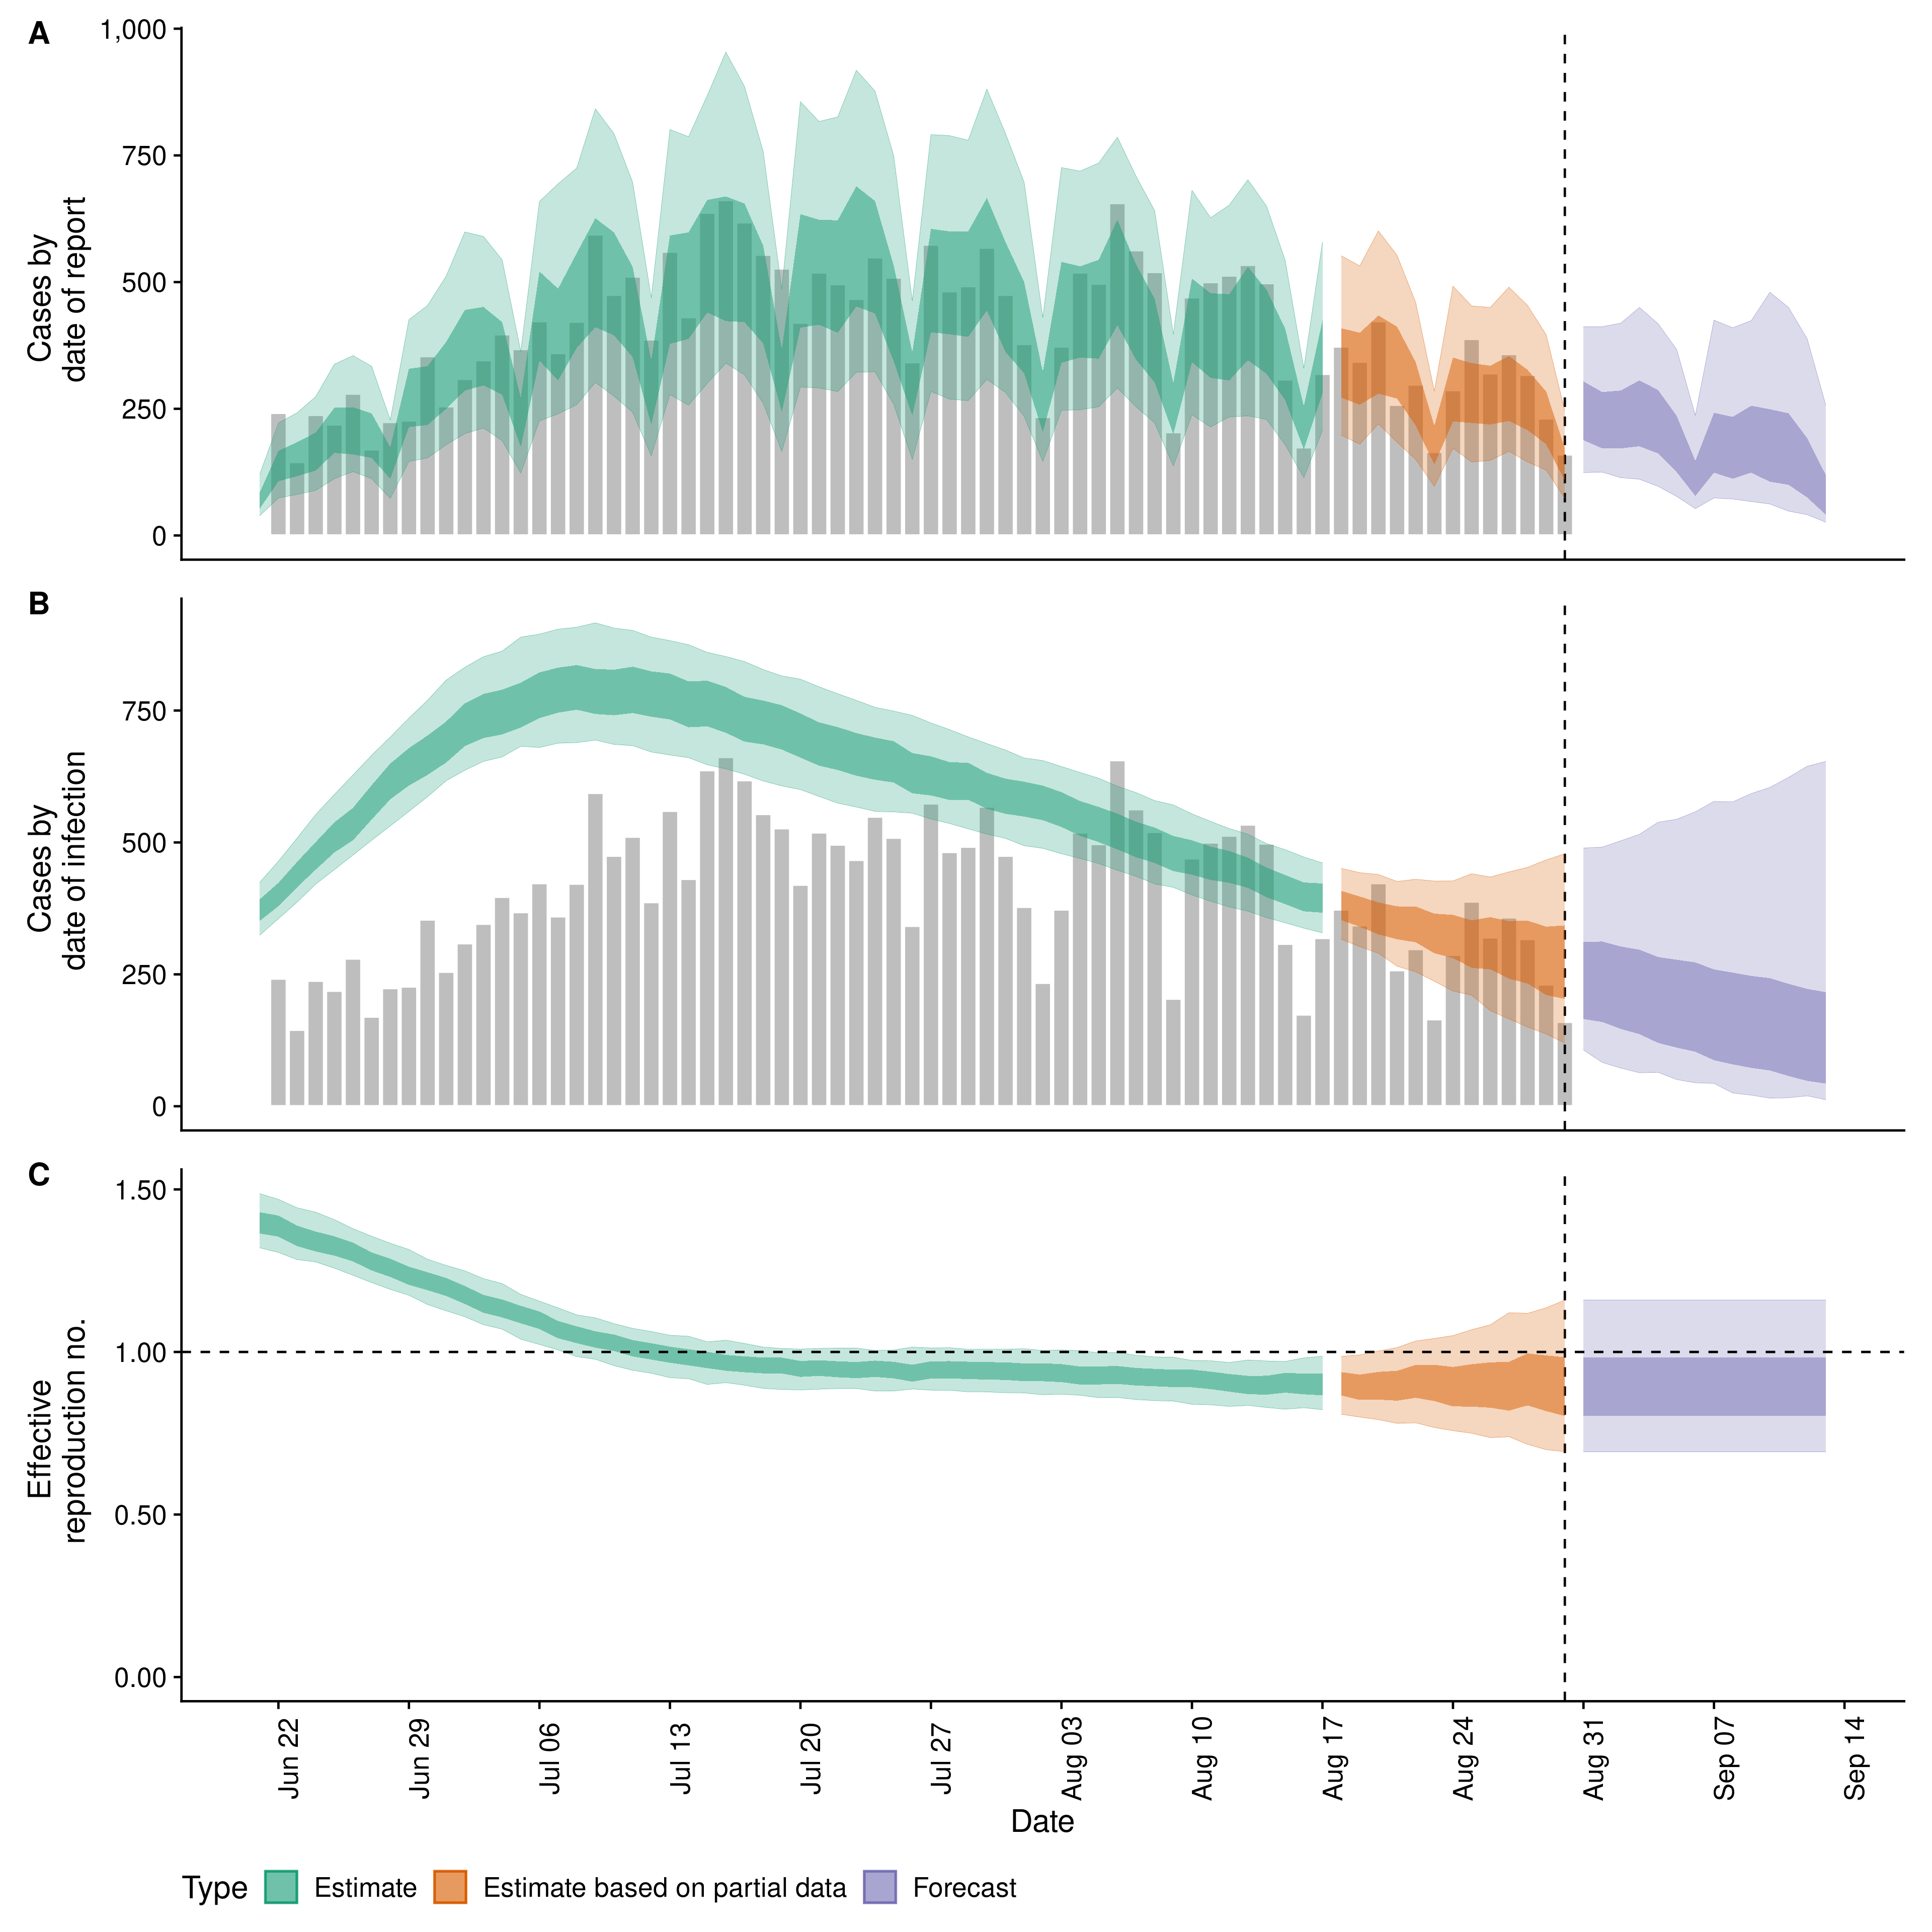 A
1,000
750
500
250
0
Cases by
date of report
B
750
500
250
0
Cases by
date of infection
C
1.50
1.00
0.50
0.00
Effective
reproduction no.
Jun 22
Jun 29
Jul 06
Jul 13
Jul 20
Jul 27
Aug 03
Aug 10
Aug 17
Aug 24
Aug 31
Sep 07
Sep 14
Date
Type Estimate Estimate based on partial data Forecast